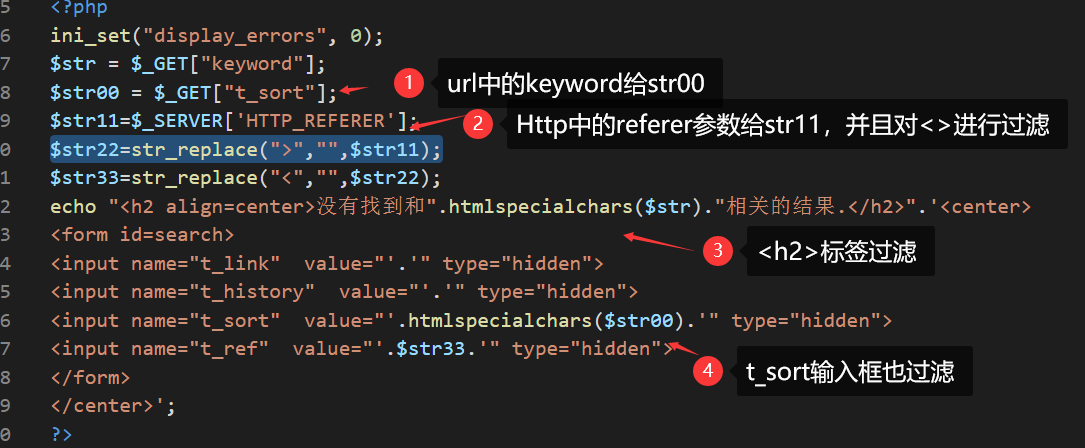 5 <?php
6 ini_set("display_errors", 0);
7 $str = $_GET["keyword"];
8 $str00 = $_GET["t_sort"];
1 url中的keyword给str00
9 $str11=$_SERVER['HTTP_REFERER'];
2 Http中的referer参数给str11，并且对<>进行过滤
0 $str22=str_replace(">","",$str11);
1 $str33=str_replace("<","",$str22);
2 echo "<h2 align=center>没有找到和".htmlspecialchars($str)."相关的结果.</h2>".'<center>
3 <form id=search>
3 <h2>标签过滤
4 <input name="t_link"  value="'.'" type="hidden">
5 <input name="t_history"  value="'.'" type="hidden">
6 <input name="t_sort"  value="'.htmlspecialchars($str00).'" type="hidden">
7 <input name="t_ref"  value="'.$str33.'" type="hidden">
4 t_sort输入框也过滤
8 </form>
9 </center>';
0 ?>